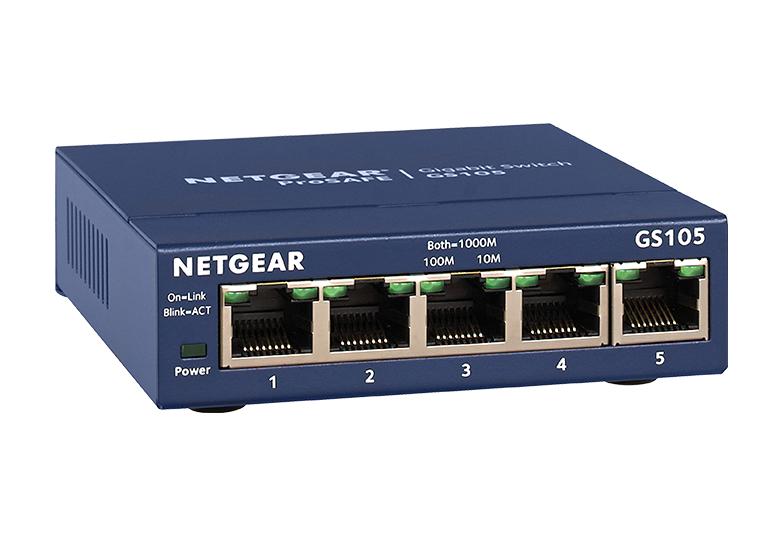 NETGEAR | Gigabit Switch
ProSAFE | GS105
Both=1000M
100M 10M
GS105
NETGEAR
On=Link
Blink=ACT
Power
1 2 3 4 5